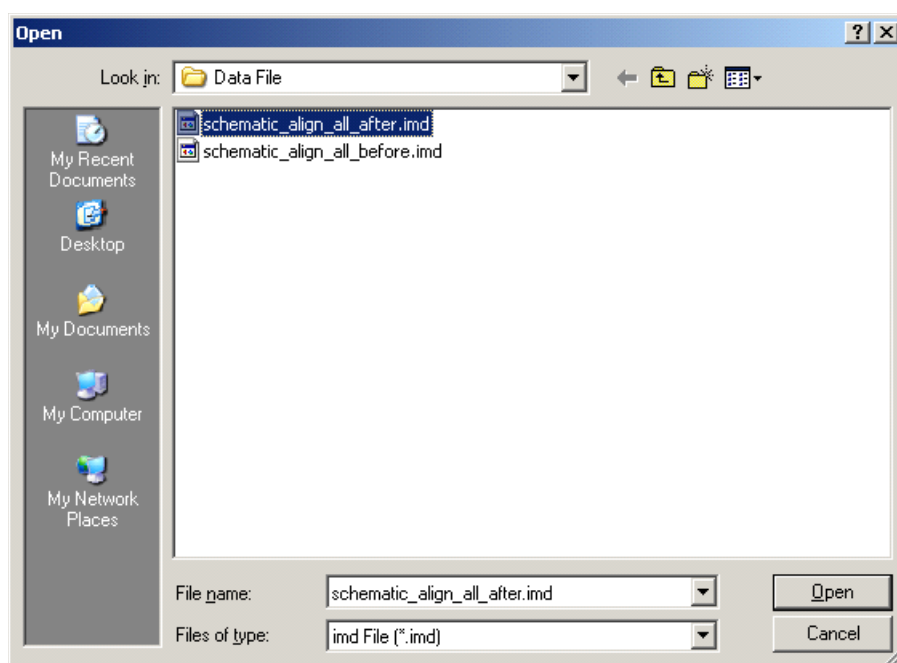 Open
Look in: Data File
schematic_align_all_after.imd
schematic_align_all_before.imd
My Recent
Documents
Desktop
My Documents
My Computer
My Network
Places
File name: schematic_align_all_after.imd Open
Files of type: imd File (*.imd) Cancel